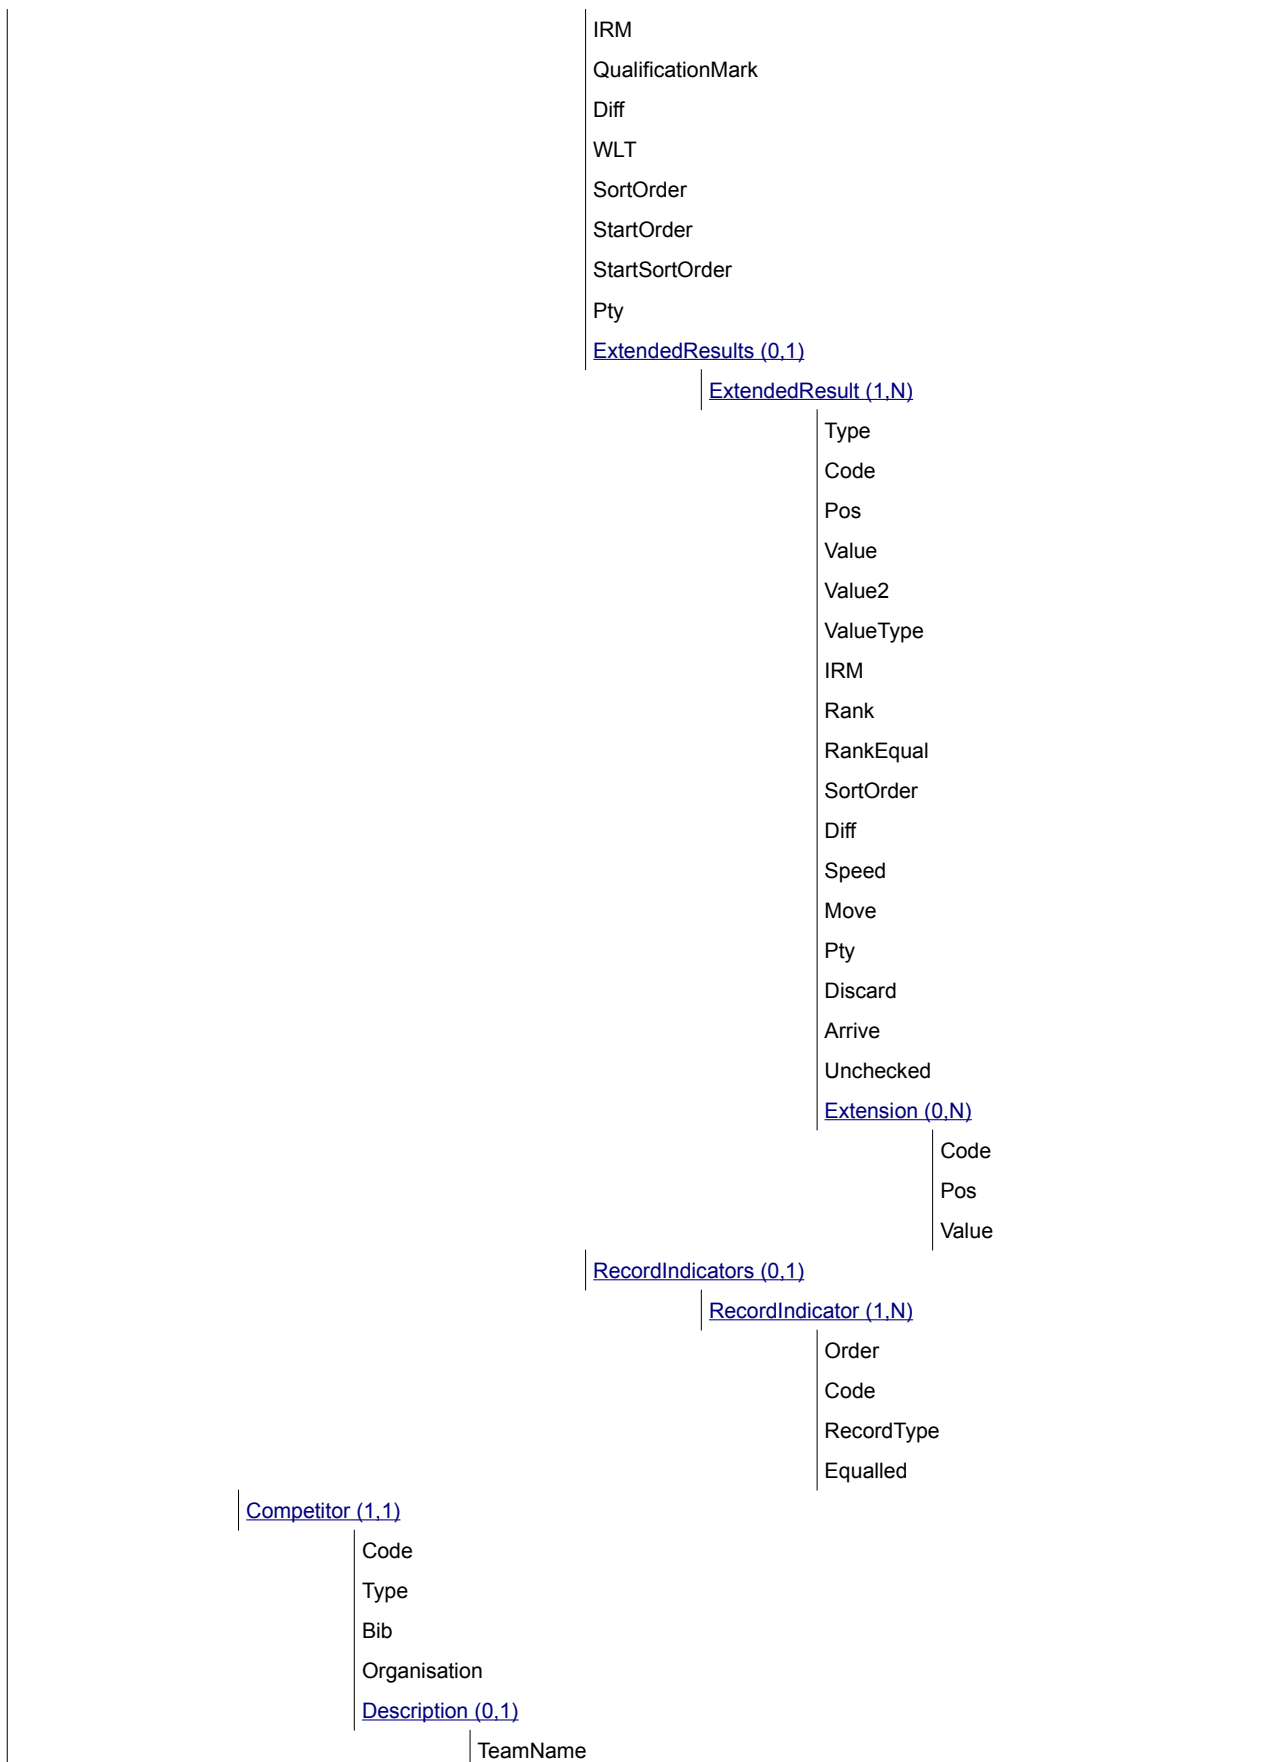 IRM
QualificationMark
Diff
WLT
SortOrder
StartOrder
StartSortOrder
Pty
ExtendedResults (0,1)
ExtendedResult (1,N)
Type
Code
Pos
Value
Value2
ValueType
IRM
Rank
RankEqual
SortOrder
Diff
Speed
Move
Pty
Discard
Arrive
Unchecked
Extension (0,N)
Code
Pos
Value
RecordIndicators (0,1)
RecordIndicator (1,N)
Order
Code
RecordType
Equalled
Competitor (1,1)
Code
Type
Bib
Organisation
Description (0,1)
TeamName